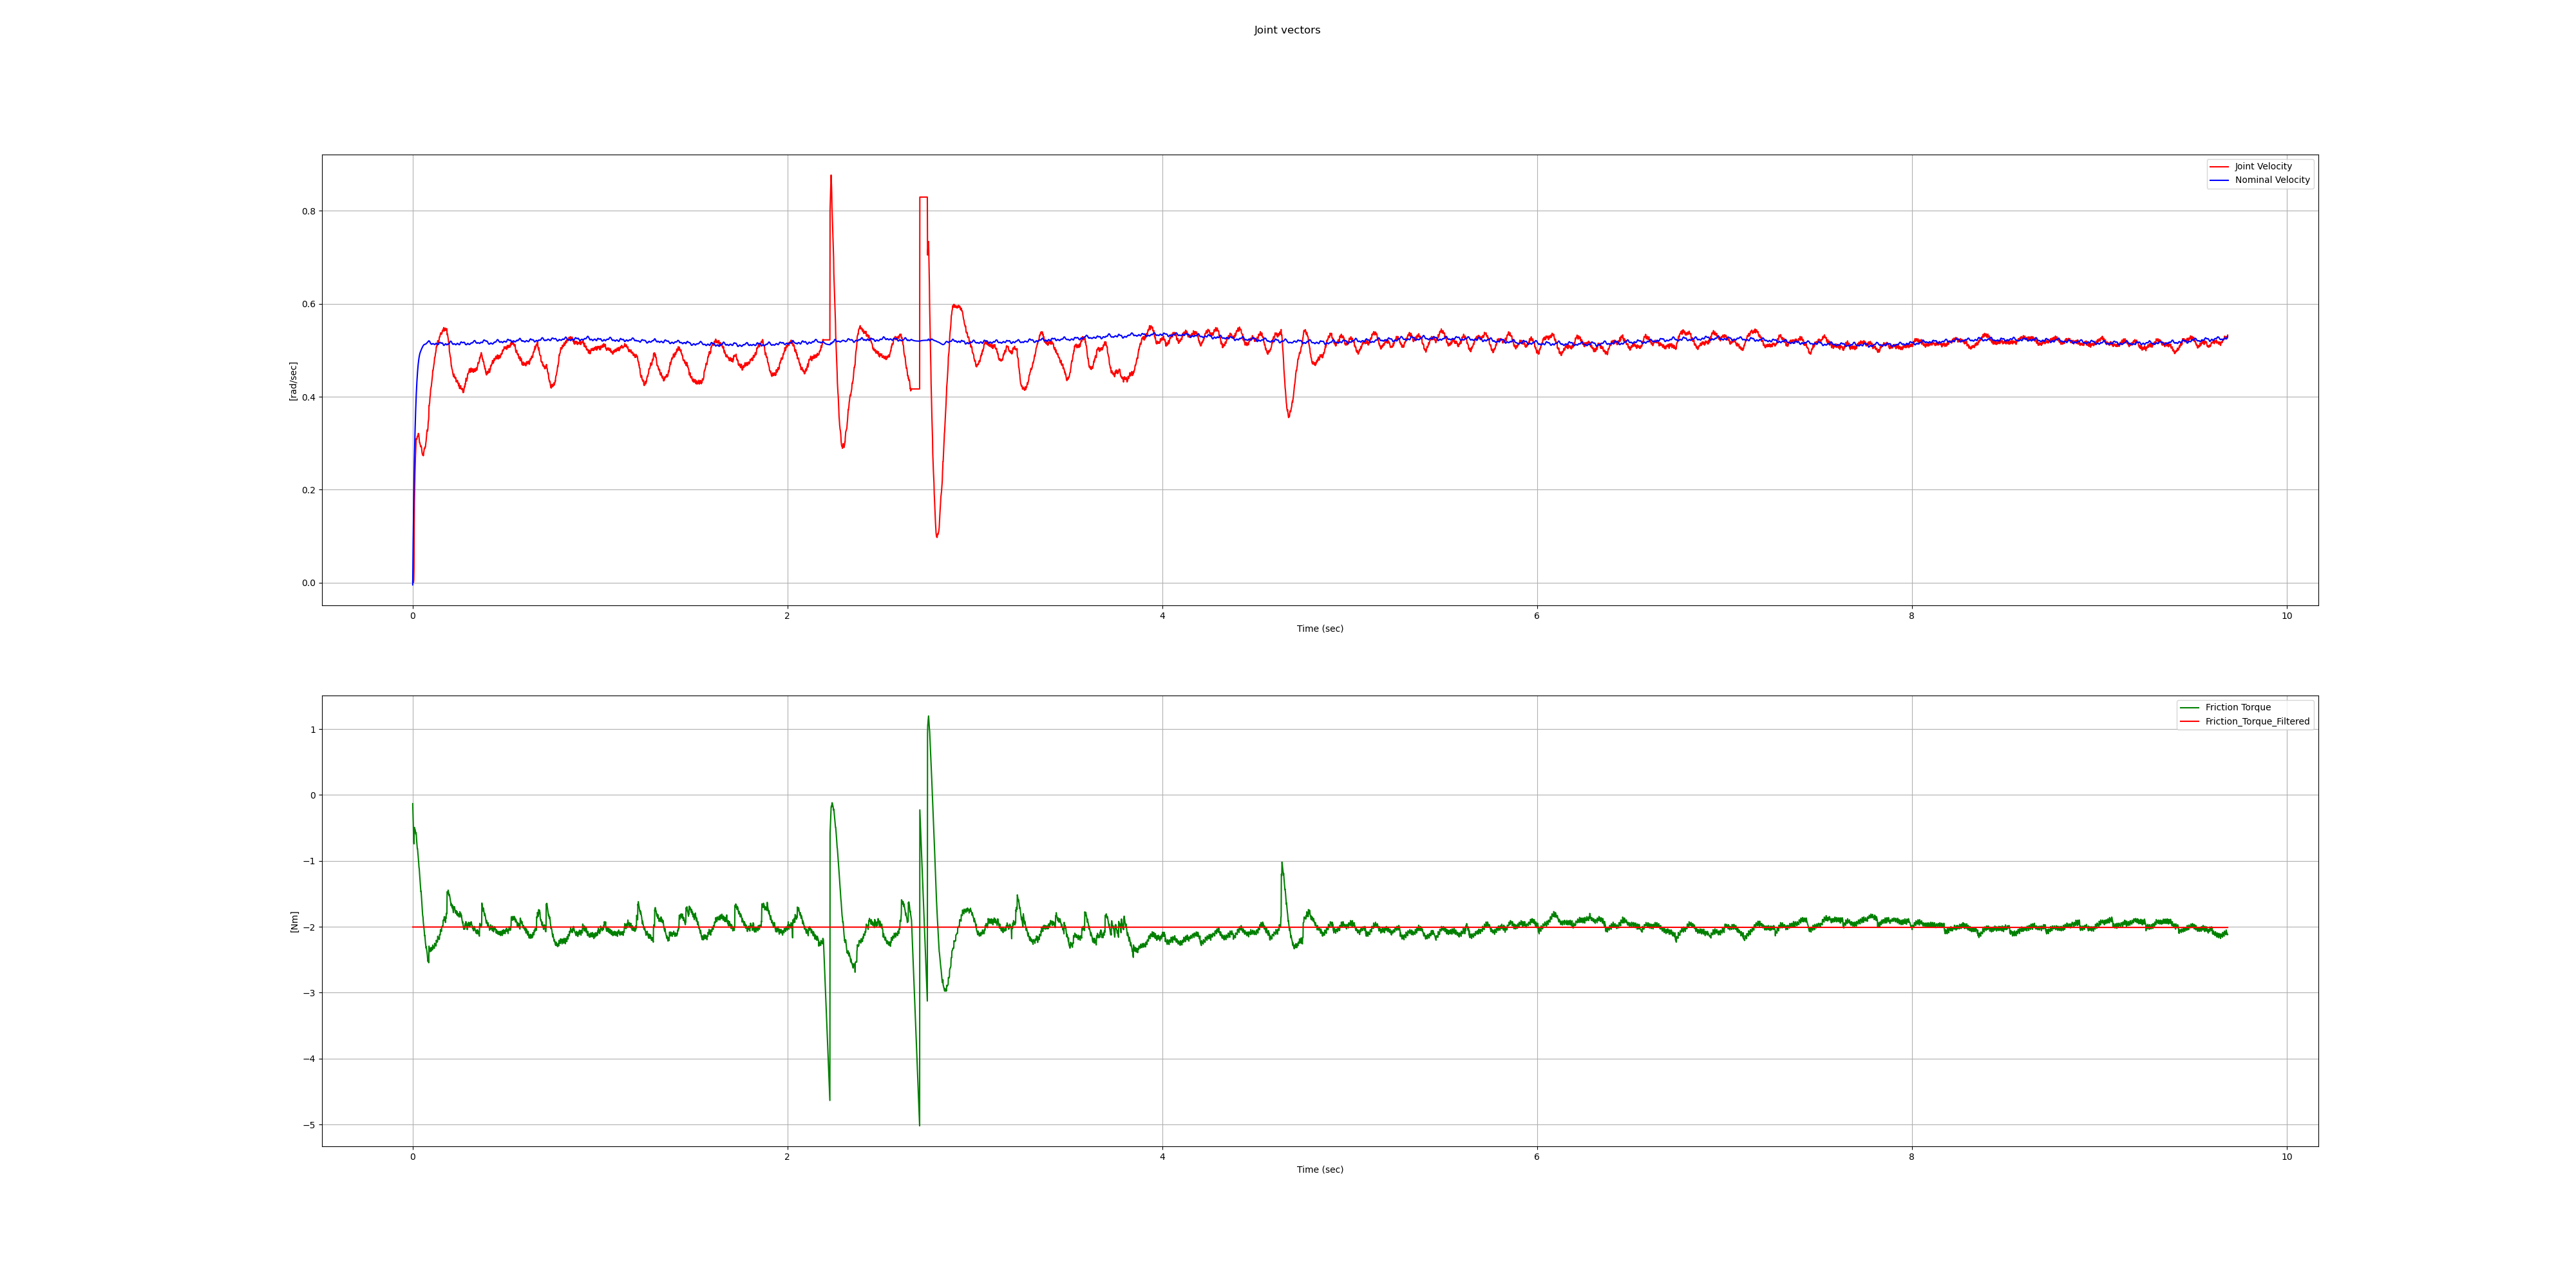 Joint vectors
Joint Velocity
Nominal Velocity
0.8
0.6
0.4
0.2
0.0
[rad/sec]
0 2 4 6 8 10
Time (sec)
Friction Torque
Friction_Torque_Filtered
1
0
−1
−2
−3
−4
−5
[Nm]
0 2 4 6 8 10
Time (sec)